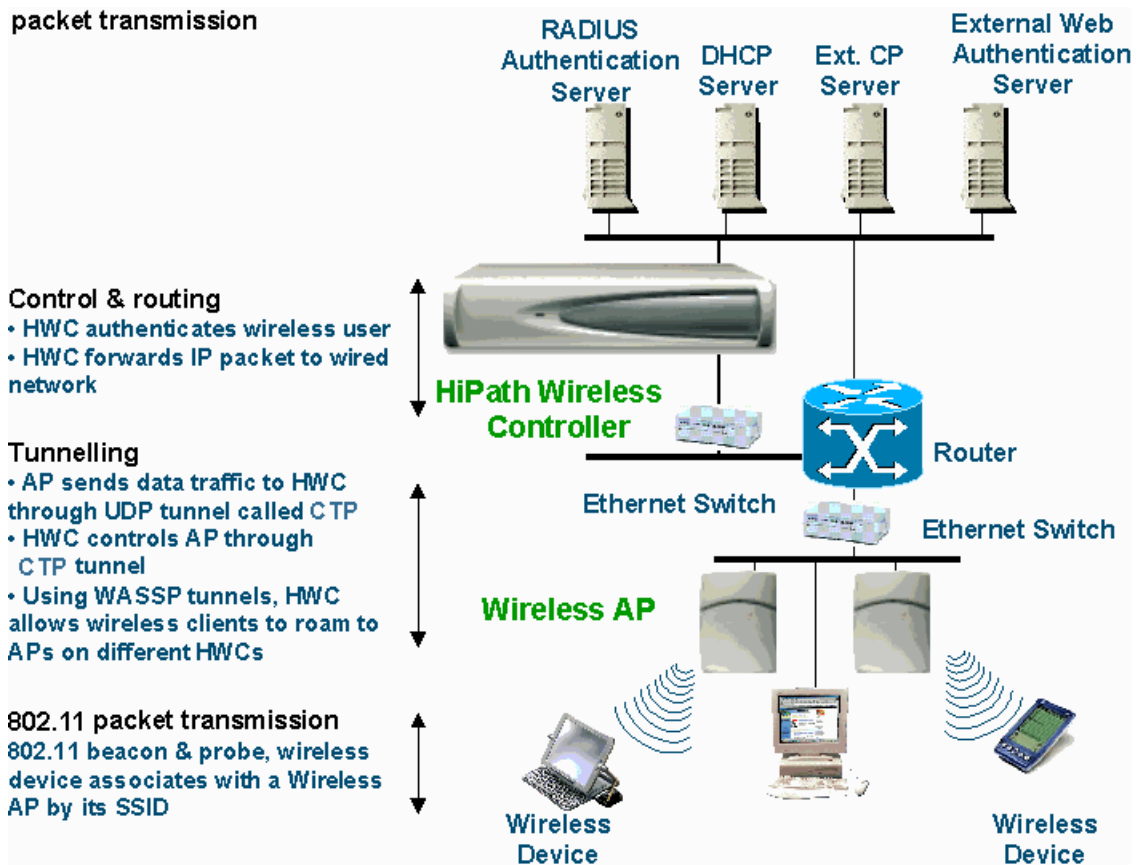 packet transmission
RADIUS
Authentication
Server
DHCP
Server
Ext. CP
Server
External Web
Authentication
Server
Control & routing
• HWC authenticates wireless user
• HWC forwards IP packet to wired
network
HiPath Wireless
Controller
Router
Tunnelling
• AP sends data traffic to HWC
through UDP tunnel called CTP
• HWC controls AP through
CTP tunnel
• Using WASSP tunnels, HWC
allows wireless clients to roam to
APs on different HWCs
Ethernet Switch
Ethernet Switch
Wireless AP
802.11 packet transmission
802.11 beacon & probe, wireless
device associates with a Wireless
AP by its SSID
Wireless
Device
Wireless
Device